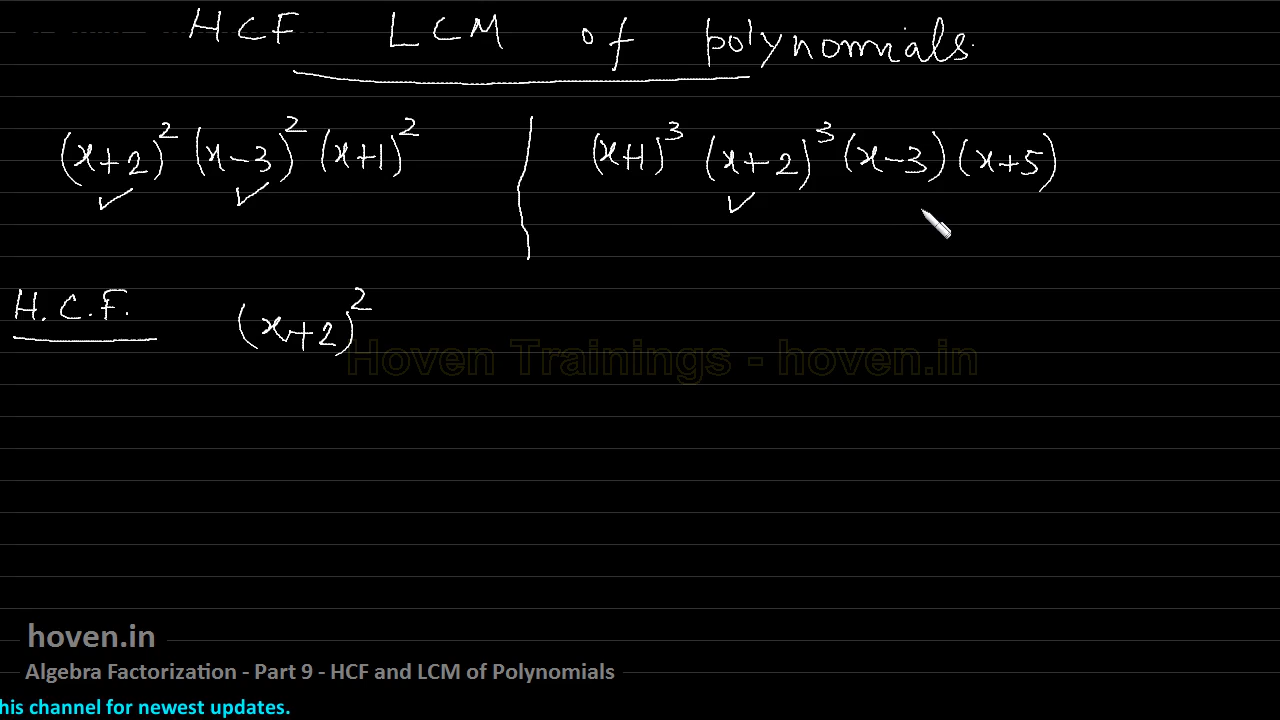 HCF LCM of polynomials
(x+2)² (x-3)² (x+1)² | (x+1)³ (x+2)³ (x-3) (x+5)
✓ ✓ ✓
H.C.F. (x+2)²
Hoven Trainings - hoven.in
hoven.in
Algebra Factorization - Part 9 - HCF and LCM of Polynomials
his channel for newest updates.